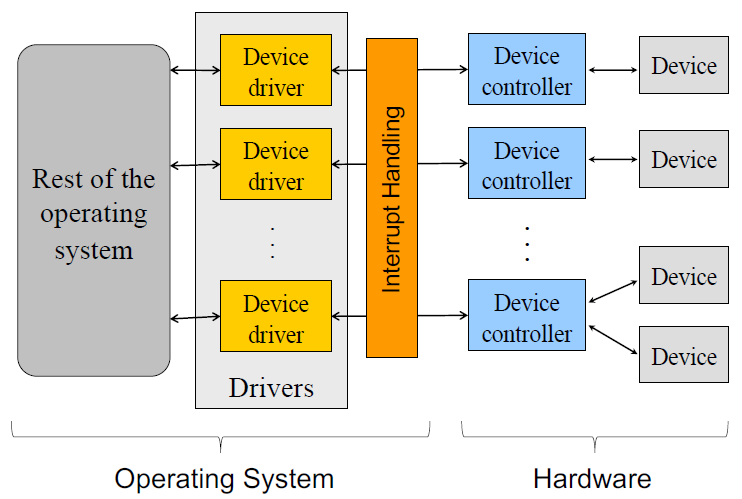 Rest of the
operating
system
Device
driver
Device
driver
Device
driver
Drivers
Interrupt Handling
Device
controller
Device
controller
Device
controller
Device
Device
Device
Device
Operating System
Hardware